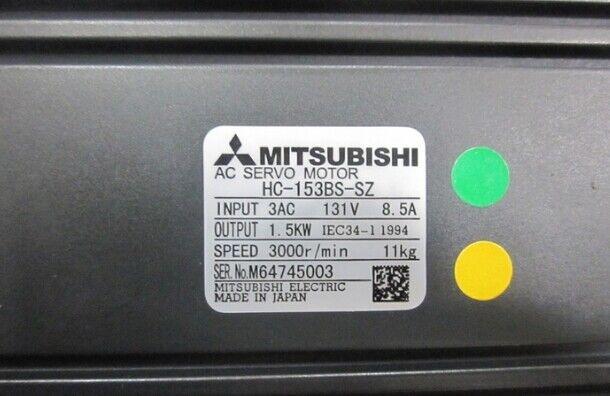 MITSUBISHI
AC SERVO MOTOR
HC-153BS-SZ
INPUT 3AC 131V 8.5A
OUTPUT 1.5KW IEC34-1 1994
SPEED 3000r/min 11kg
SER.No.M64745003
MITSUBISHI ELECTRIC
MADE IN JAPAN